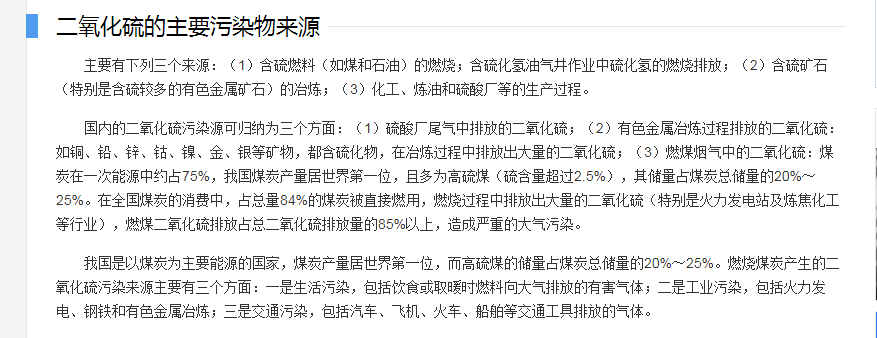 二氧化硫的主要污染物来源
主要有下列三个来源：（1）含硫燃料（如煤和石油）的燃烧；含硫化氢油气井作业中硫化氢的燃烧排放；（2）含硫矿石
（特别是含硫较多的有色金属矿石）的冶炼；（3）化工、炼油和硫酸厂等的生产过程。
国内的二氧化硫污染源可归纳为三个方面：（1）硫酸厂尾气中排放的二氧化硫；（2）有色金属冶炼过程排放的二氧化硫：
如铜、铅、锌、钴、镍、金、银等矿物，都含硫化物，在冶炼过程中排放出大量的二氧化硫；（3）燃煤烟气中的二氧化硫：煤
炭在一次能源中约占75%，我国煤炭产量居世界第一位，且多为高硫煤（硫含量超过2.5%），其储量占煤炭总储量的20%～
25%。在全国煤炭的消费中，占总量84%的煤炭被直接燃用，燃烧过程中排放出大量的二氧化硫（特别是火力发电站及炼焦化工
等行业），燃煤二氧化硫排放占总二氧化硫排放量的85%以上，造成严重的大气污染。
我国是以煤炭为主要能源的国家，煤炭产量居世界第一位，而高硫煤的储量占煤炭总储量的20%～25%。燃烧煤炭产生的二
氧化硫污染来源主要有三个方面：一是生活污染，包括饮食或取暖时燃料向大气排放的有害气体；二是工业污染，包括火力发
电、钢铁和有色金属冶炼；三是交通污染，包括汽车、飞机、火车、船舶等交通工具排放的气体。